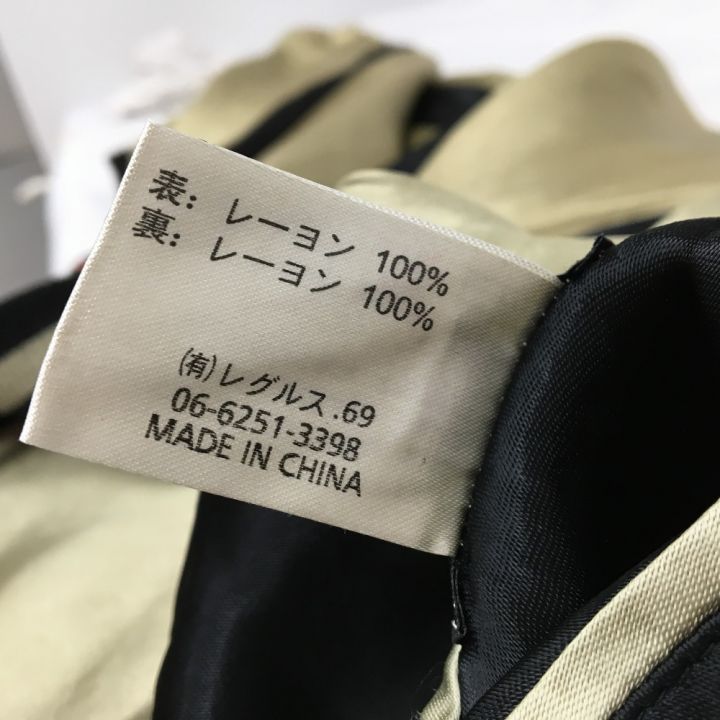 表: レーヨン 100%
裏: レーヨン 100%
(有)レグルス.69
06-6251-3398
MADE IN CHINA